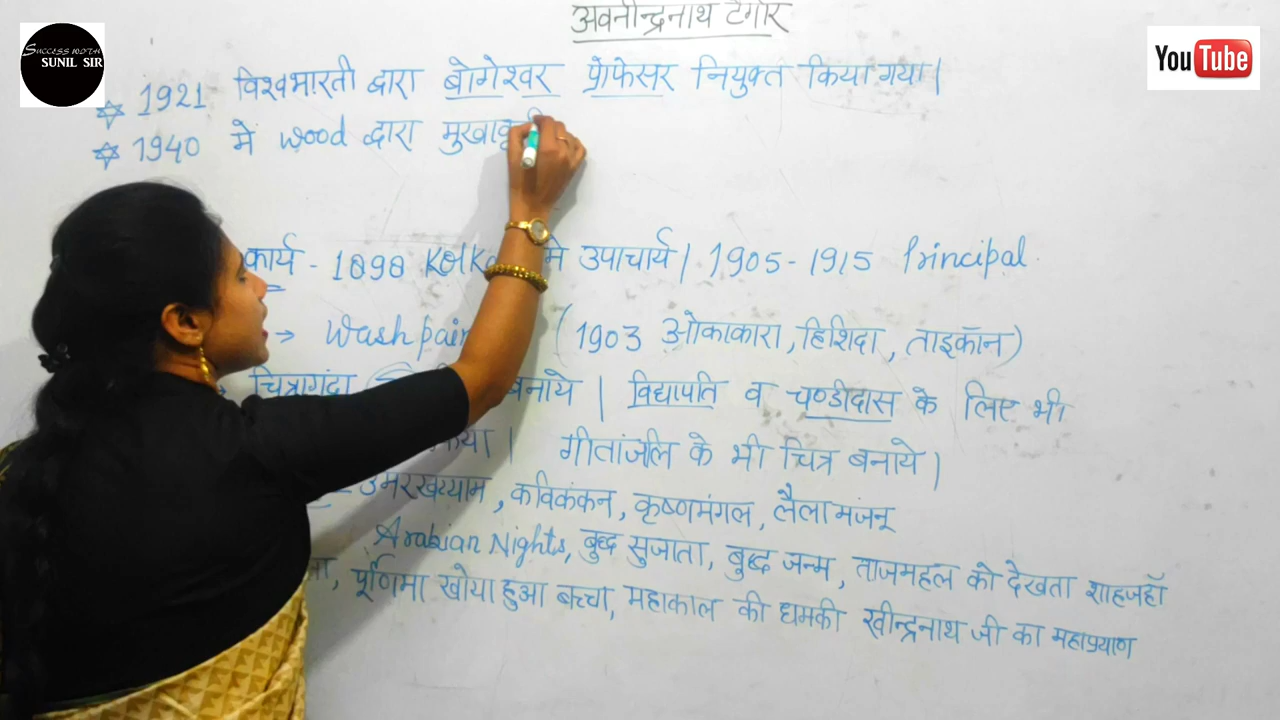 अवनीन्द्रनाथ टैगोर
SUCCESS WITH
SUNIL SIR
YouTube
1921 विश्वभारती द्वारा बोगेश्वर प्रोफेसर नियुक्त किया गया।
1940 मे wood द्वारा
कार्य - 1898 मे उपाचार्य। 1905-1915 Principal.
→ Wash (1903 ओकाकारा, हिशिदा, ताइकॉन)
चित्रागंदा बनाये | विद्यापति व चण्डीदास के लिए भी
गीतांजलि के भी चित्र बनाये।
उमरखय्याम, कविकंकन, कृष्णमंगल, लैला मंजनू
Arabian Nights, बुद्ध सुजाता, बुद्ध जन्म, ताजमहल को देखता शाहजहॉ
पूर्णिमा खोया हुआ बच्चा, महाकाल की धमकी रवीन्द्रनाथ जी का महाप्रयाण